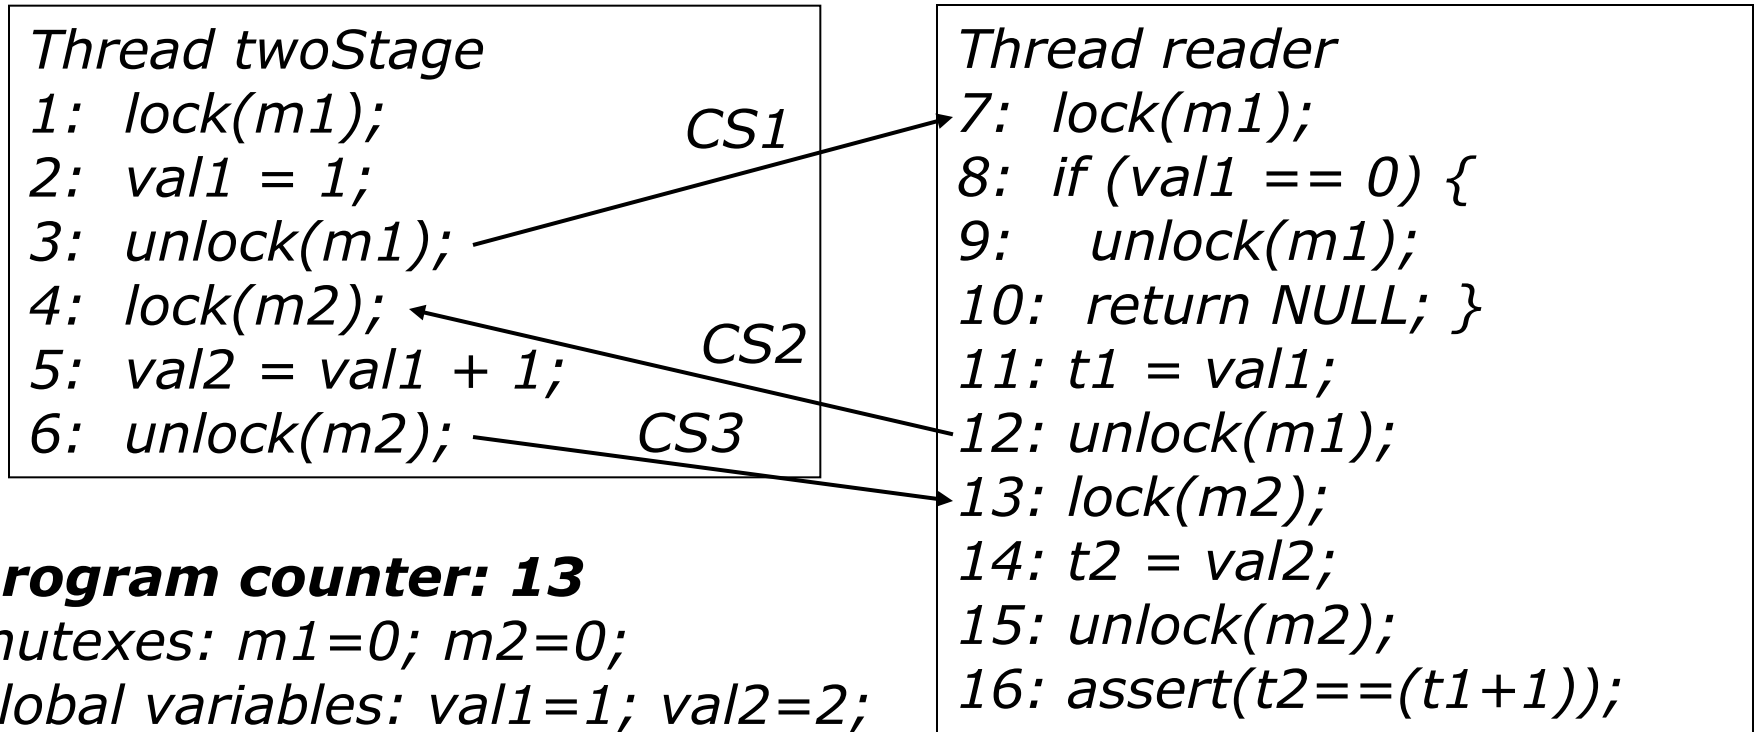 Thread twoStage
1: lock(m1);
2: val1 = 1;
3: unlock(m1);
4: lock(m2);
5: val2 = val1 + 1;
6: unlock(m2);
CS1
CS2
CS3
Thread reader
7: lock(m1);
8: if (val1 == 0) {
9: unlock(m1);
10: return NULL; }
11: t1 = val1;
12: unlock(m1);
13: lock(m2);
14: t2 = val2;
15: unlock(m2);
16: assert(t2==(t1+1));
rogram counter: 13
mutexes: m1=0; m2=0;
lobal variables: val1=1; val2=2;